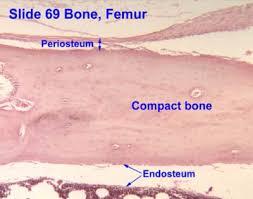 Slide 69 Bone, Femur
Periosteum
Compact bone
Endosteum